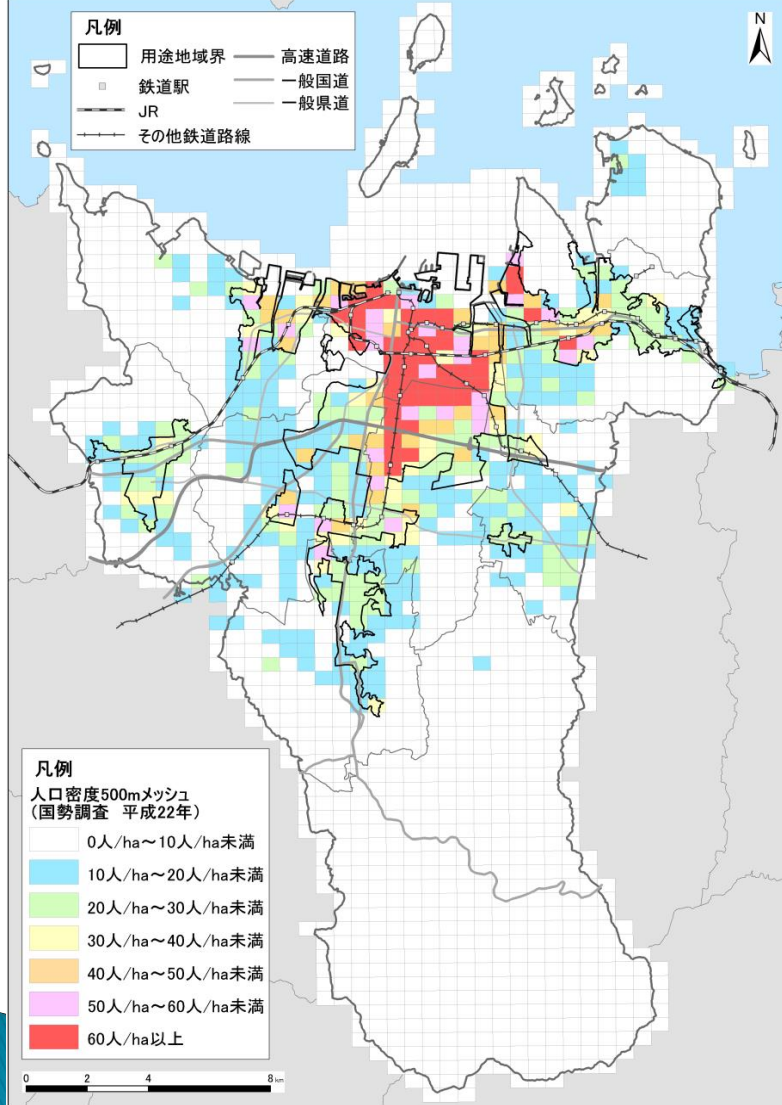 凡例
用途地域界
鉄道駅
JR
その他鉄道路線
高速道路
一般国道
一般県道
N
凡例
人口密度500mメッシュ
(国勢調査 平成22年)
0人/ha～10人/ha未満
10人/ha～20人/ha未満
20人/ha～30人/ha未満
30人/ha～40人/ha未満
40人/ha～50人/ha未満
50人/ha～60人/ha未満
60人/ha以上
0 2 4 8 km